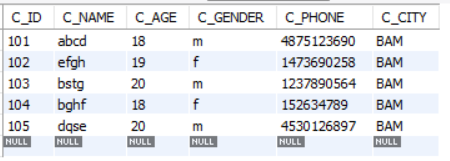 C_ID C_NAME C_AGE C_GENDER C_PHONE C_CITY
101 abcd 18 m 4875123690 BAM
102 efgh 19 f 1473690258 BAM
103 bstg 20 m 1237890564 BAM
104 bghf 18 f 152634789 BAM
105 dqse 20 m 4530126897 BAM
NULL NULL NULL NULL NULL NULL